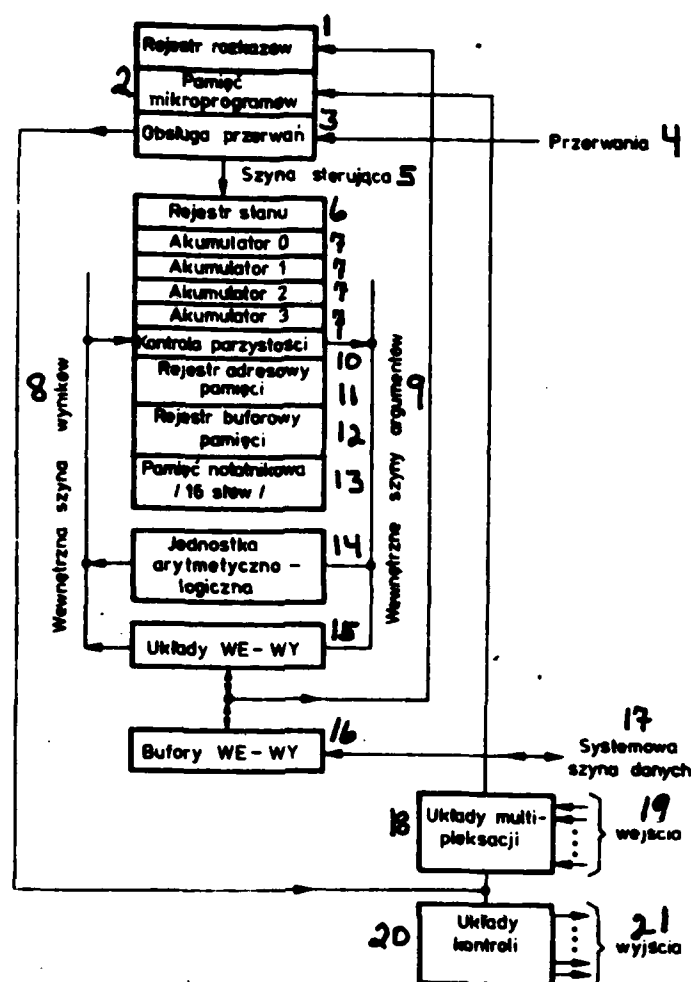 1
Rejestr rozkazów
2
Pamięć
mikroprogramów
3
Obsługa przerwań
Przerwania 4
Szyna sterująca 5
Rejestr stanu 6
Akumulator 0 7
Akumulator 1 7
Akumulator 2 7
Akumulator 3 7
Kontrola parzystości
10
Rejestr adresowy
pamięci 11
Rejestr buforowy
pamięci 12
Pamięć notatnikowa 13
/ 16 słów /
8
Wewnętrzna szyna wyników
9
Wewnętrzne szyny argumentów
Jednostka 14
arytmetyczno -
logiczna
15
Układy WE - WY
16
Bufory WE - WY
17
Systemowa
szyna danych
18
Układy multi-
pleksacji
19
wejścia
20
Układy
kontroli
21
wyjścia